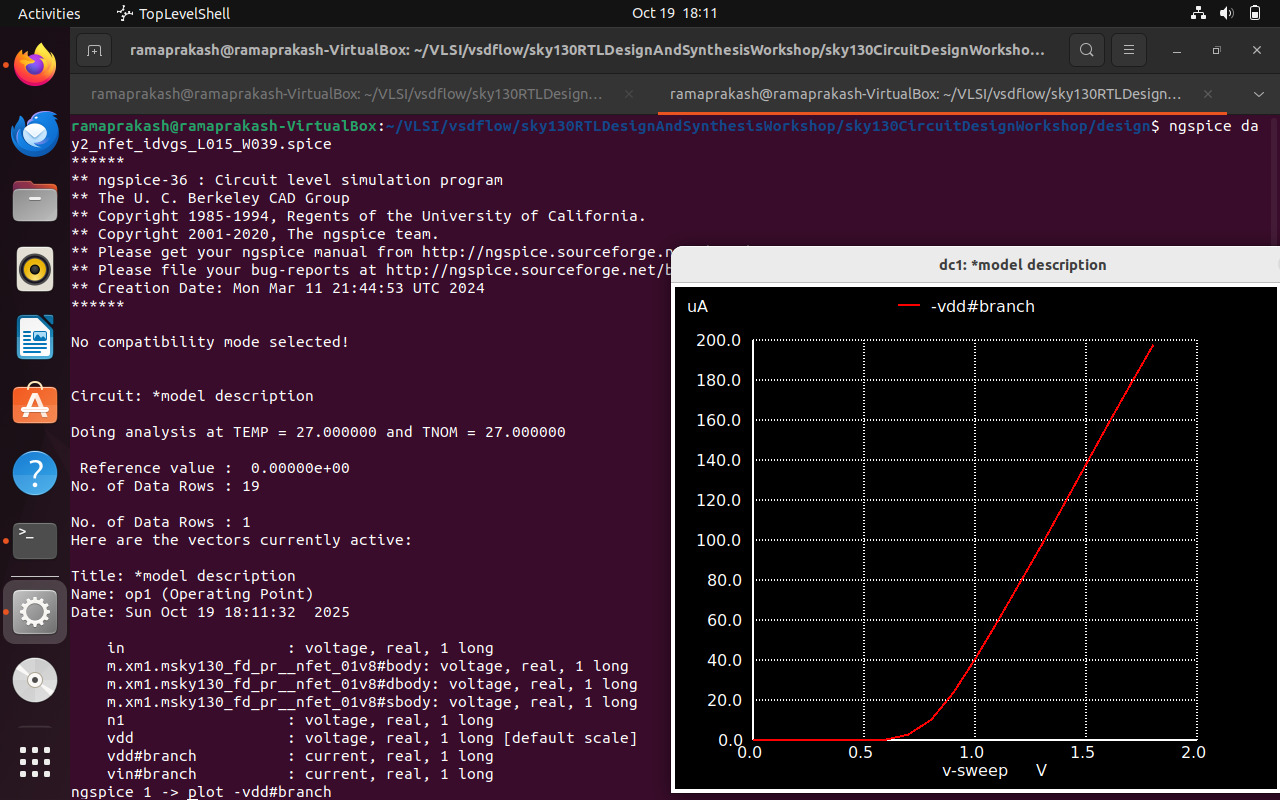 Activities
TopLevelShell
Oct 19 18:11
ramaprakash@ramaprakash-VirtualBox: ~/VLSI/vsdflow/sky130RTLDesignAndSynthesisWorkshop/sky130CircuitDesignWorksho...
ramaprakash@ramaprakash-VirtualBox: ~/VLSI/vsdflow/sky130RTLDesign...
ramaprakash@ramaprakash-VirtualBox: ~/VLSI/vsdflow/sky130RTLDesign...
ramaprakash@ramaprakash-VirtualBox:~/VLSI/vsdflow/sky130RTLDesignAndSynthesisWorkshop/sky130CircuitDesignWorkshop/design$ ngspice da
y2_nfet_idvgs_L015_W039.spice
******
** ngspice-36 : Circuit level simulation program
** The U. C. Berkeley CAD Group
** Copyright 1985-1994, Regents of the University of California.
** Copyright 2001-2020, The ngspice team.
** Please get your ngspice manual from http://ngspice.sourceforge.n
** Please file your bug-reports at http://ngspice.sourceforge.net/b
** Creation Date: Mon Mar 11 21:44:53 UTC 2024
******
No compatibility mode selected!
Circuit: *model description
Doing analysis at TEMP = 27.000000 and TNOM = 27.000000
Reference value :  0.00000e+00
No. of Data Rows : 19
No. of Data Rows : 1
Here are the vectors currently active:
Title: *model description
Name: op1 (Operating Point)
Date: Sun Oct 19 18:11:32  2025
in : voltage, real, 1 long
m.xm1.msky130_fd_pr__nfet_01v8#body: voltage, real, 1 long
m.xm1.msky130_fd_pr__nfet_01v8#dbody: voltage, real, 1 long
m.xm1.msky130_fd_pr__nfet_01v8#sbody: voltage, real, 1 long
n1 : voltage, real, 1 long
vdd : voltage, real, 1 long [default scale]
vdd#branch : current, real, 1 long
vin#branch : current, real, 1 long
ngspice 1 -> plot -vdd#branch
dc1: *model description
uA
-vdd#branch
200.0
180.0
160.0
140.0
120.0
100.0
80.0
60.0
40.0
20.0
0.0
0.0 0.5 1.0 1.5 2.0
v-sweep V